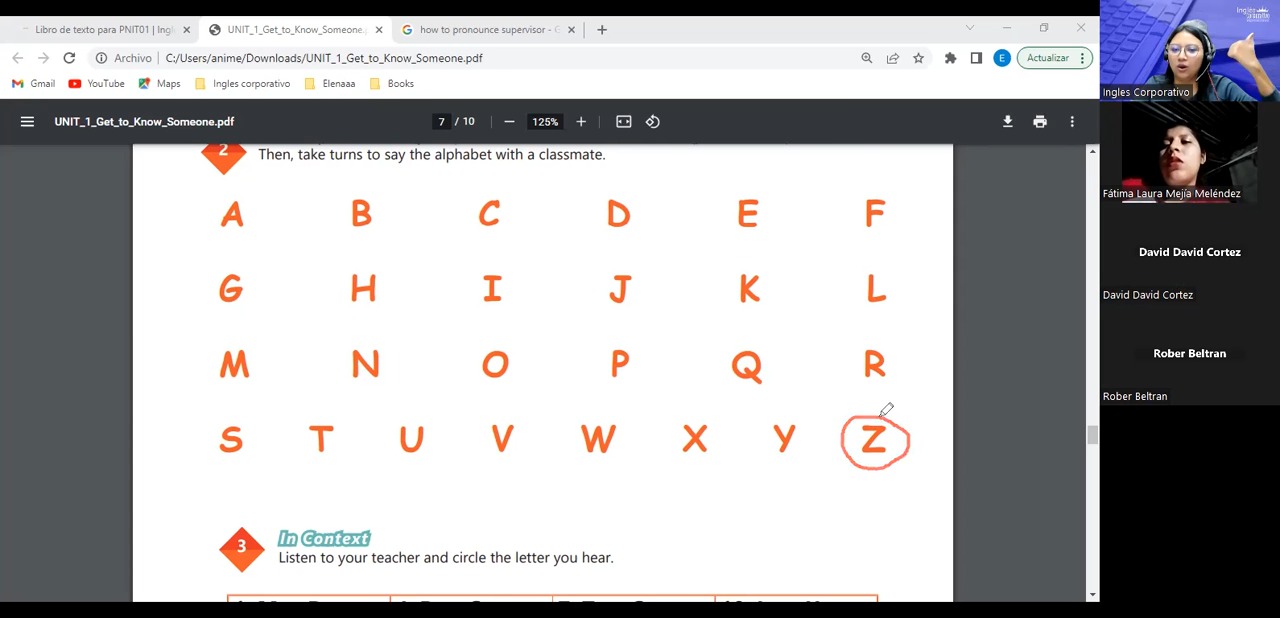 Libro de texto para PNIT01 | Ingl
UNIT_1_Get_to_Know_Someone.
how to pronounce supervisor - G
Archivo
C:/Users/anime/Downloads/UNIT_1_Get_to_Know_Someone.pdf
E
Actualizar
Gmail
YouTube
Maps
Ingles corporativo
Elenaaa
Books
UNIT_1_Get_to_Know_Someone.pdf
7 / 10
125%
2
Then, take turns to say the alphabet with a classmate.
A B C D E F
G H I J K L
M N O P Q R
S T U V W X Y Z
3
In Context
Listen to your teacher and circle the letter you hear.
Ingles Corporativo
Fátima Laura Mejía Meléndez
David David Cortez
David David Cortez
Rober Beltran
Rober Beltran